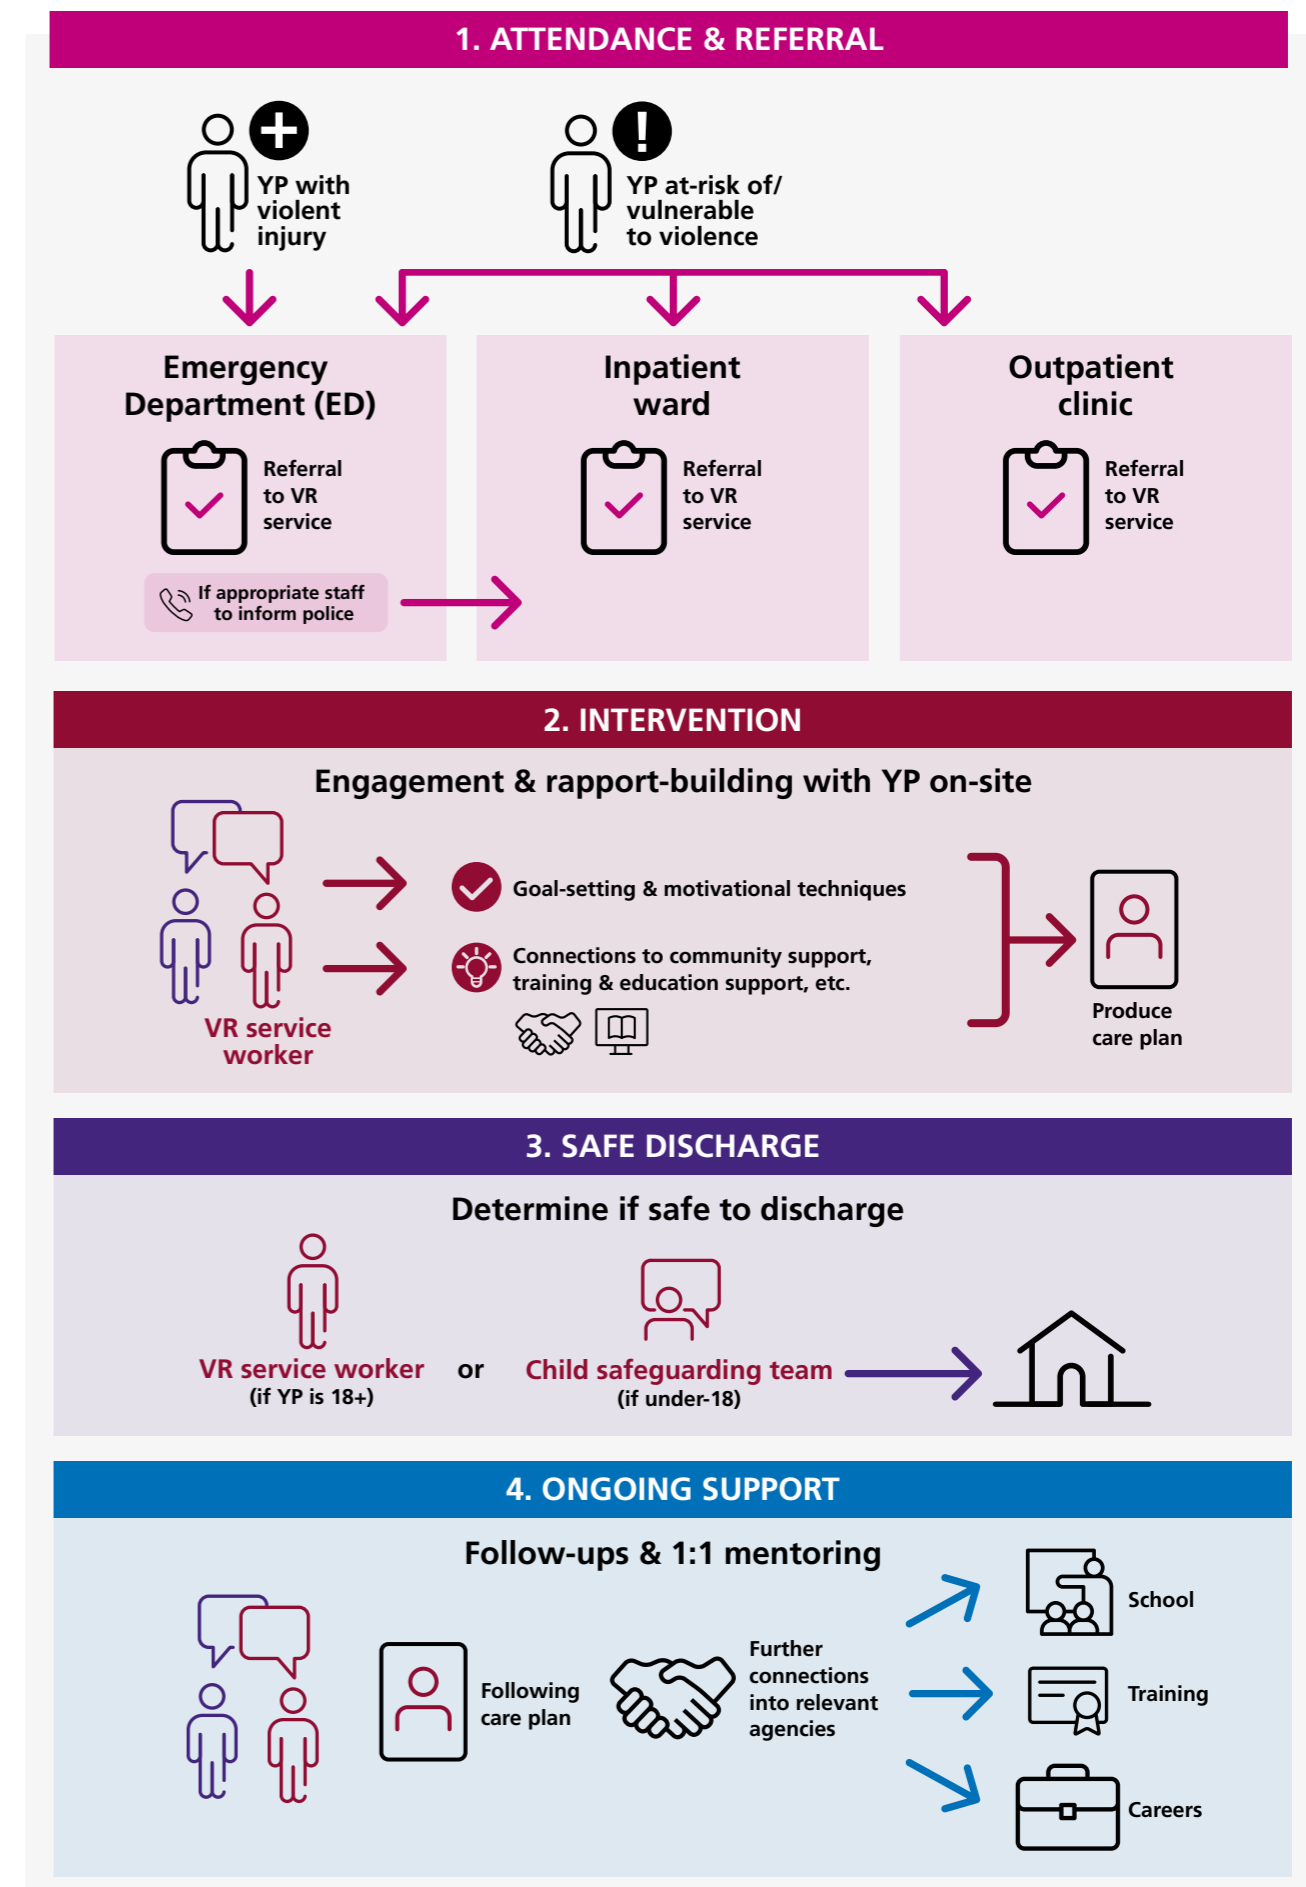 1. ATTENDANCE & REFERRAL
YP with
violent
injury
YP at-risk of/
vulnerable
to violence
Emergency
Department (ED)
Referral
to VR
service
If appropriate staff
to inform police
Inpatient
ward
Referral
to VR
service
Outpatient
clinic
Referral
to VR
service
2. INTERVENTION
Engagement & rapport-building with YP on-site
VR service
worker
Goal-setting & motivational techniques
Connections to community support,
training & education support, etc.
Produce
care plan
3. SAFE DISCHARGE
Determine if safe to discharge
VR service worker
(if YP is 18+)
or
Child safeguarding team
(if under-18)
4. ONGOING SUPPORT
Follow-ups & 1:1 mentoring
Following
care plan
Further
connections
into relevant
agencies
School
Training
Careers